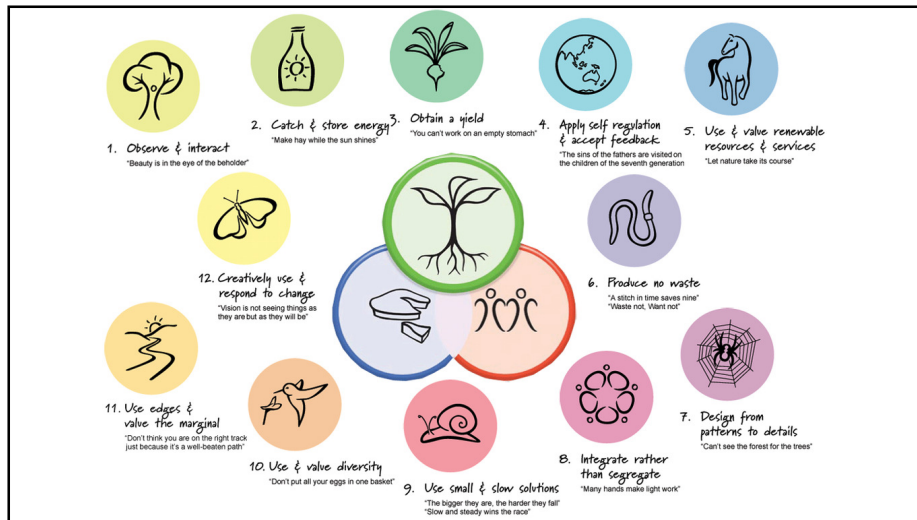 1. Observe & interact
"Beauty is in the eye of the beholder"
2. Catch & store energy
"Make hay while the sun shines"
3. Obtain a yield
"You can't work on an empty stomach"
4. Apply self regulation
& accept feedback
"The sins of the fathers are visited on
the children of the seventh generation
5. Use & value renewable
resources & services
"Let nature take its course"
6. Produce no waste
"A stitch in time saves nine"
"Waste not, Want not"
7. Design from
patterns to details
"Can't see the forest for the trees"
8. Integrate rather
than segregate
"Many hands make light work"
9. Use small & slow solutions
"The bigger they are, the harder they fall"
"Slow and steady wins the race"
10. Use & value diversity
"Don't put all your eggs in one basket"
11. Use edges &
value the marginal
"Don't think you are on the right track
just because it's a well-beaten path"
12. Creatively use &
respond to change
"Vision is not seeing things as
they are but as they will be"